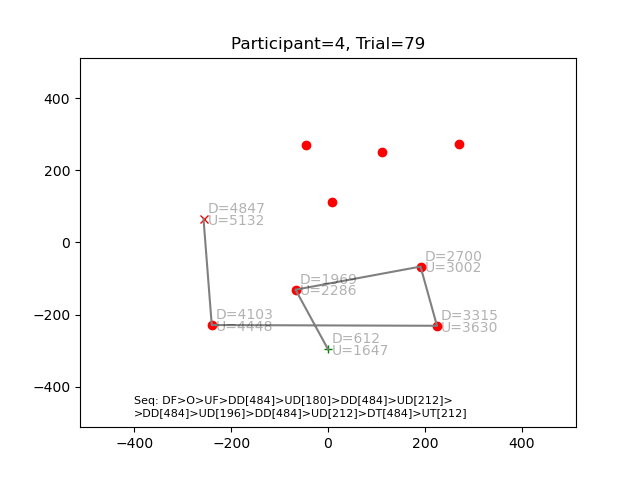 Participant=4, Trial=79
400
200
0
−200
−400
D=4847
U=5132
D=2700
U=3002
D=1969
U=2286
D=4103
U=4448
D=3315
U=3630
D=612
U=1647
Seq: DF>O>UF>DD[484]>UD[180]>DD[484]>UD[212]>
>DD[484]>UD[196]>DD[484]>UD[212]>DT[484]>UT[212]
−400 −200 0 200 400